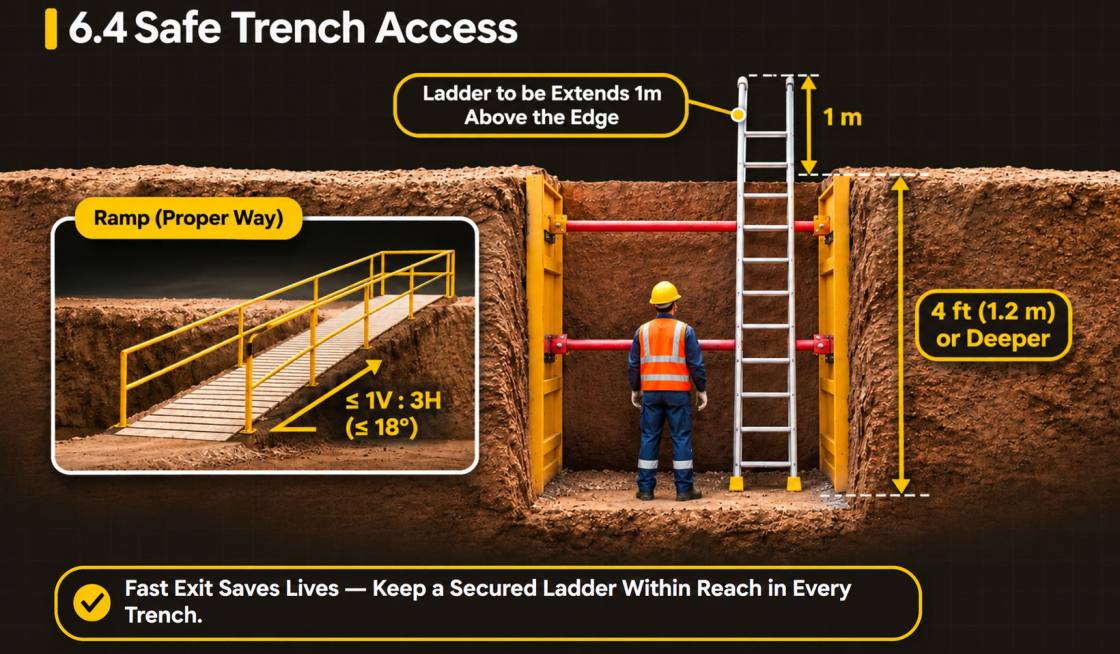 6.4 Safe Trench Access
Ladder to be Extends 1m
Above the Edge
1 m
Ramp (Proper Way)
≤ 1V : 3H
(≤ 18°)
4 ft (1.2 m)
or Deeper
Fast Exit Saves Lives — Keep a Secured Ladder Within Reach in Every
Trench.